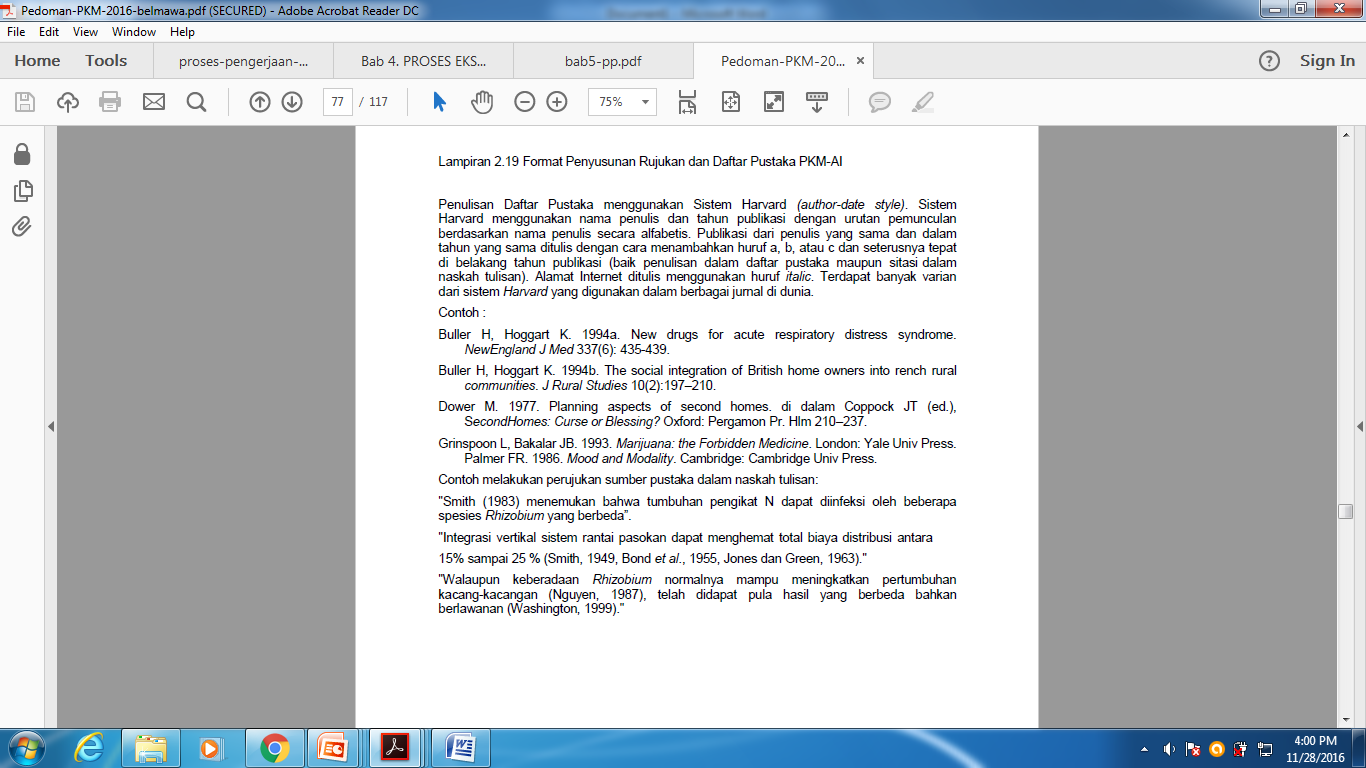 Pedoman-PKM-2016-belmawa.pdf (SECURED) - Adobe Acrobat Reader DC
File Edit View Window Help
Home Tools proses-pengerjaan-... Bab 4. PROSES EKS... bab5-pp.pdf Pedoman-PKM-20... × ? Sign In
77 / 117 75%
Lampiran 2.19 Format Penyusunan Rujukan dan Daftar Pustaka PKM-AI
Penulisan Daftar Pustaka menggunakan Sistem Harvard (author-date style). Sistem
Harvard menggunakan nama penulis dan tahun publikasi dengan urutan pemunculan
berdasarkan nama penulis secara alfabetis. Publikasi dari penulis yang sama dan dalam
tahun yang sama ditulis dengan cara menambahkan huruf a, b, atau c dan seterusnya tepat
di belakang tahun publikasi (baik penulisan dalam daftar pustaka maupun sitasi dalam
naskah tulisan). Alamat Internet ditulis menggunakan huruf italic. Terdapat banyak varian
dari sistem Harvard yang digunakan dalam berbagai jurnal di dunia.
Contoh :
Buller H, Hoggart K. 1994a. New drugs for acute respiratory distress syndrome.
NewEngland J Med 337(6): 435-439.
Buller H, Hoggart K. 1994b. The social integration of British home owners into rench rural
communities. J Rural Studies 10(2):197–210.
Dower M. 1977. Planning aspects of second homes. di dalam Coppock JT (ed.),
SecondHomes: Curse or Blessing? Oxford: Pergamon Pr. Hlm 210–237.
Grinspoon L, Bakalar JB. 1993. Marijuana: the Forbidden Medicine. London: Yale Univ Press.
Palmer FR. 1986. Mood and Modality. Cambridge: Cambridge Univ Press.
Contoh melakukan perujukan sumber pustaka dalam naskah tulisan:
"Smith (1983) menemukan bahwa tumbuhan pengikat N dapat diinfeksi oleh beberapa
spesies Rhizobium yang berbeda”.
"Integrasi vertikal sistem rantai pasokan dapat menghemat total biaya distribusi antara
15% sampai 25 % (Smith, 1949, Bond et al., 1955, Jones dan Green, 1963)."
"Walaupun keberadaan Rhizobium normalnya mampu meningkatkan pertumbuhan
kacang-kacangan (Nguyen, 1987), telah didapat pula hasil yang berbeda bahkan
berlawanan (Washington, 1999)."
4:00 PM
11/28/2016